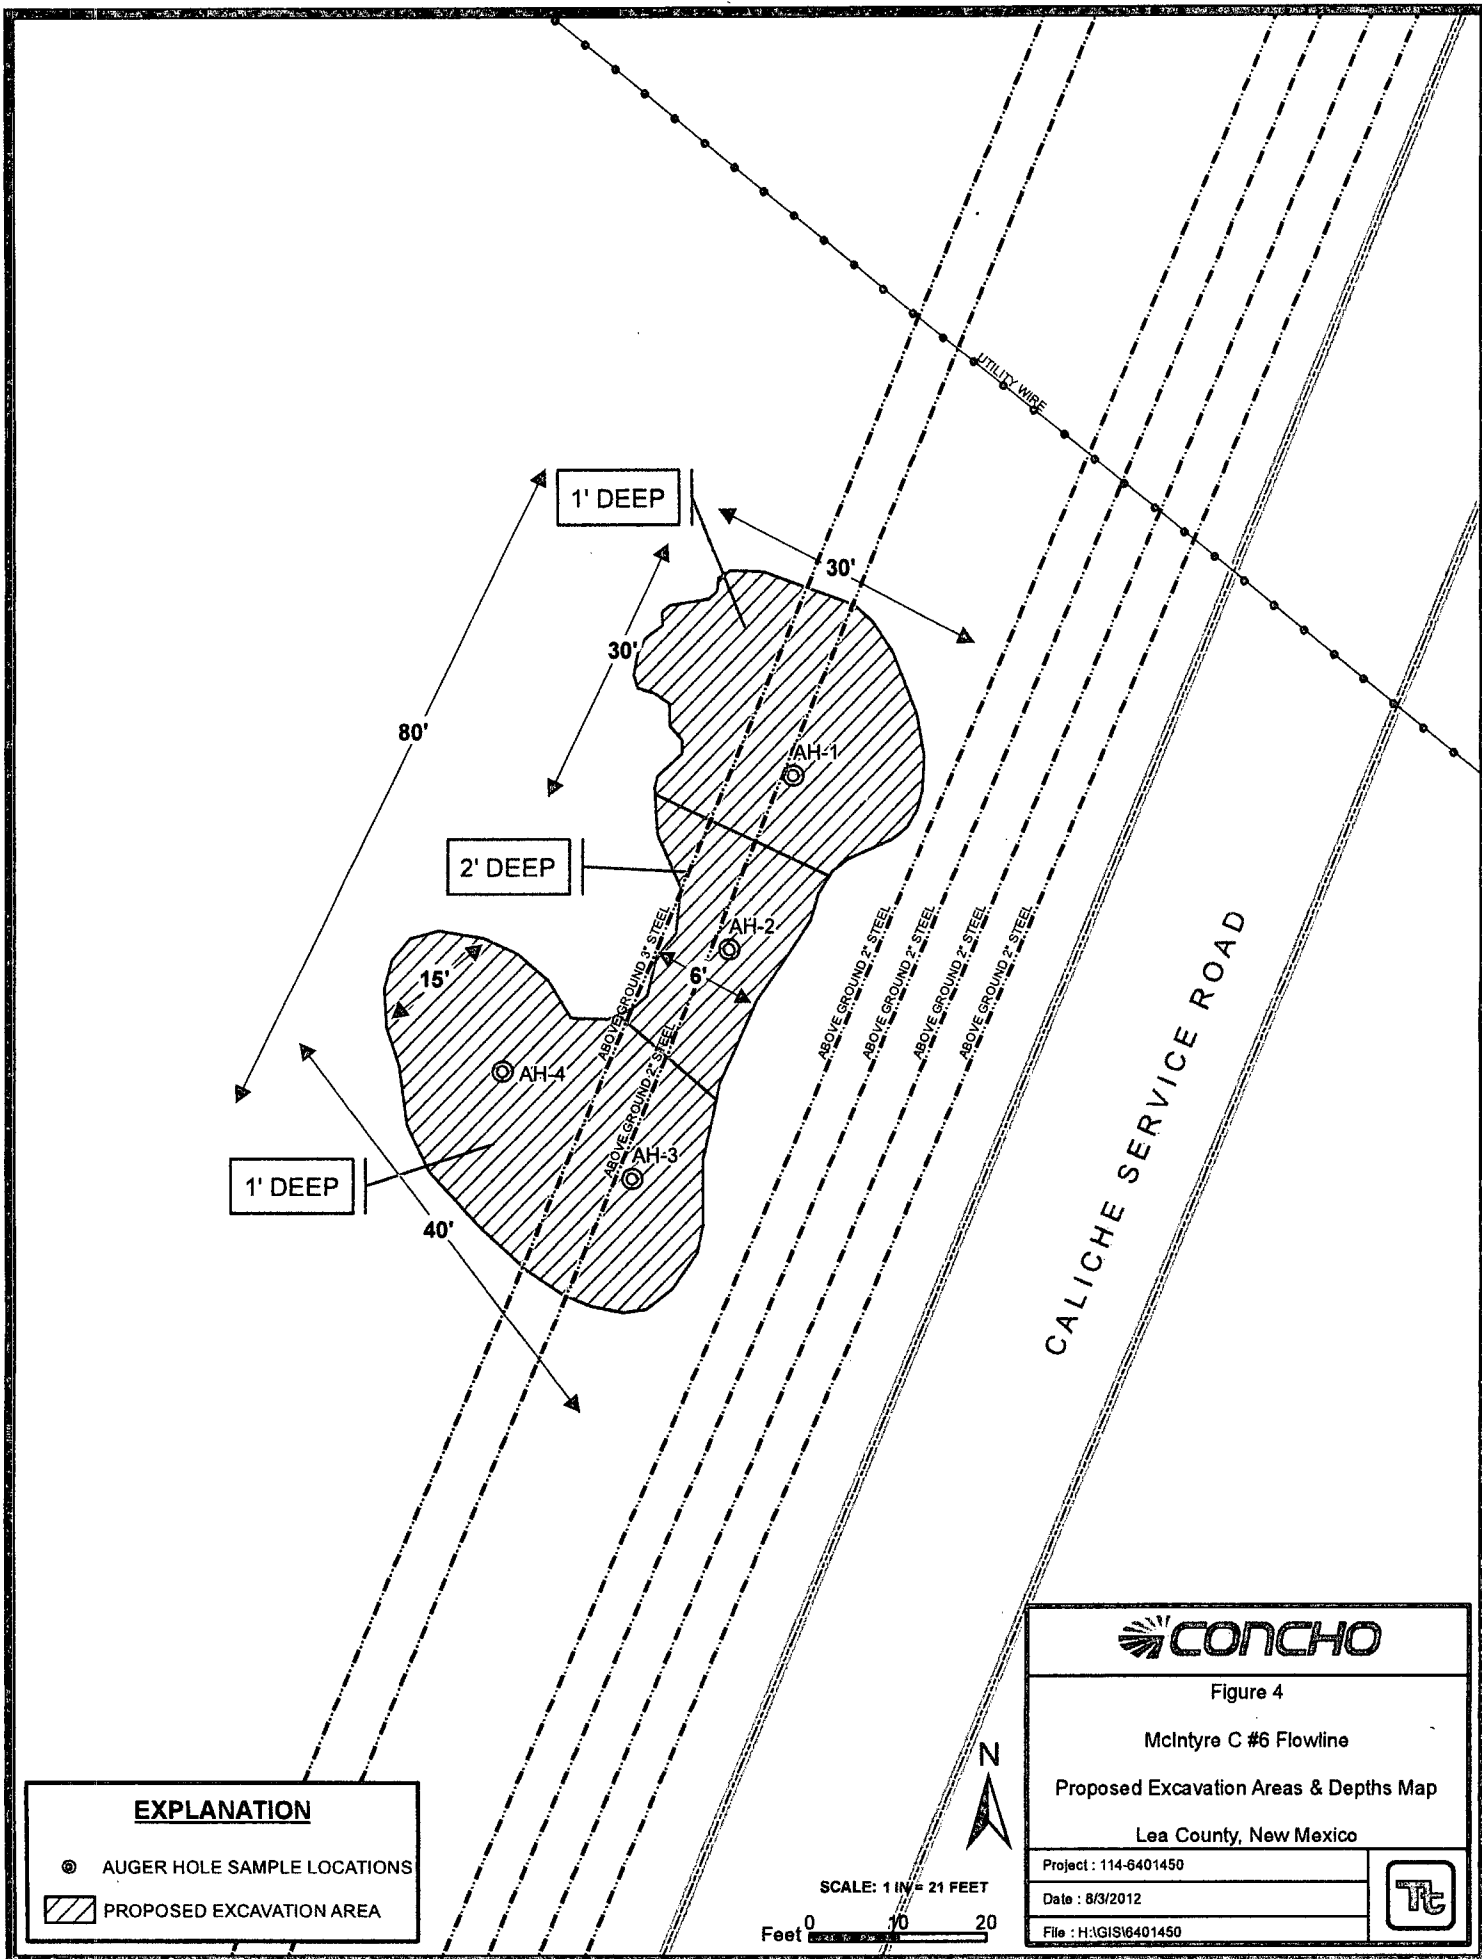 UTILITY WIRE
1' DEEP
30'
30'
80'
AH-1
2' DEEP
AH-2
6'
15'
AH-4
AH-3
1' DEEP
40'
ABOVE GROUND 3" STEEL
ABOVE GROUND 2" STEEL
ABOVE GROUND 2" STEEL
ABOVE GROUND 2" STEEL
ABOVE GROUND 2" STEEL
ABOVE GROUND 2" STEEL
CALICHE SERVICE ROAD
EXPLANATION
AUGER HOLE SAMPLE LOCATIONS
PROPOSED EXCAVATION AREA
N
SCALE: 1 IN = 21 FEET
Feet 0 10 20
CONCHO
Figure 4
McIntyre C #6 Flowline
Proposed Excavation Areas & Depths Map
Lea County, New Mexico
Project : 114-6401450
Date : 8/3/2012
File : H:\GIS\6401450
Tt